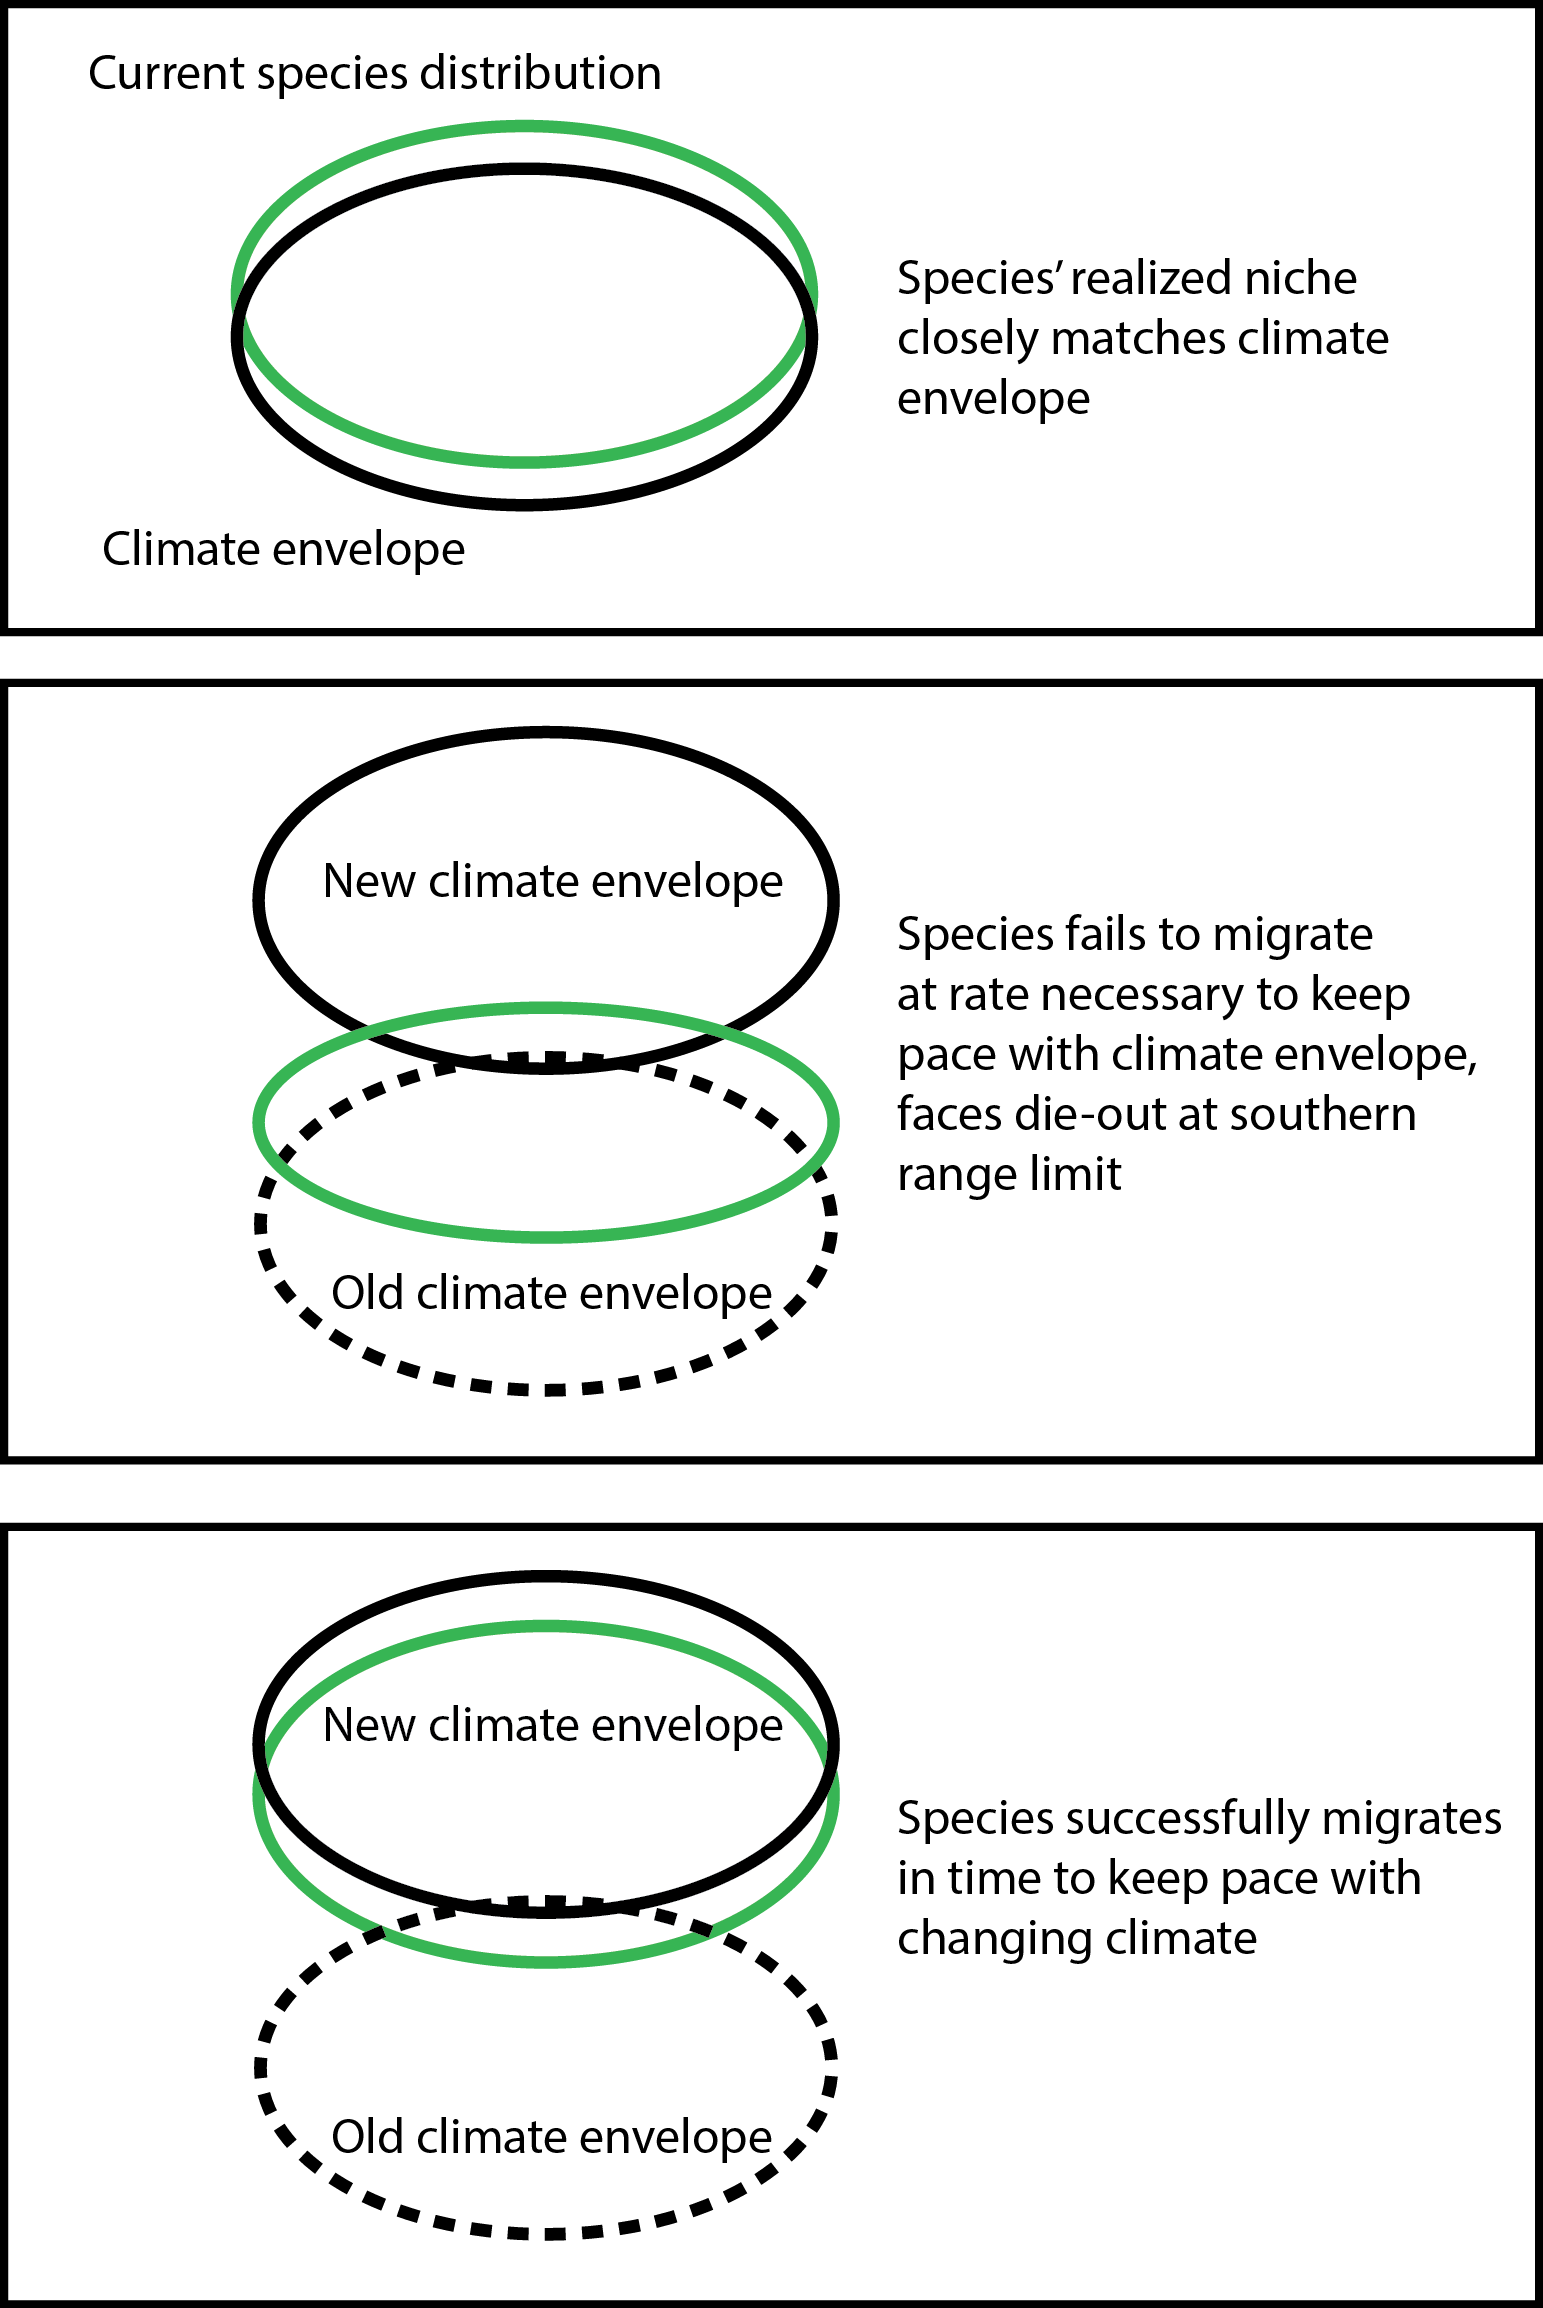 Current species distribution
Species’ realized niche
closely matches climate
envelope
Climate envelope
New climate envelope
Species fails to migrate
at rate necessary to keep
pace with climate envelope,
faces die-out at southern
range limit
Old climate envelope
New climate envelope
Species successfully migrates
in time to keep pace with
changing climate
Old climate envelope